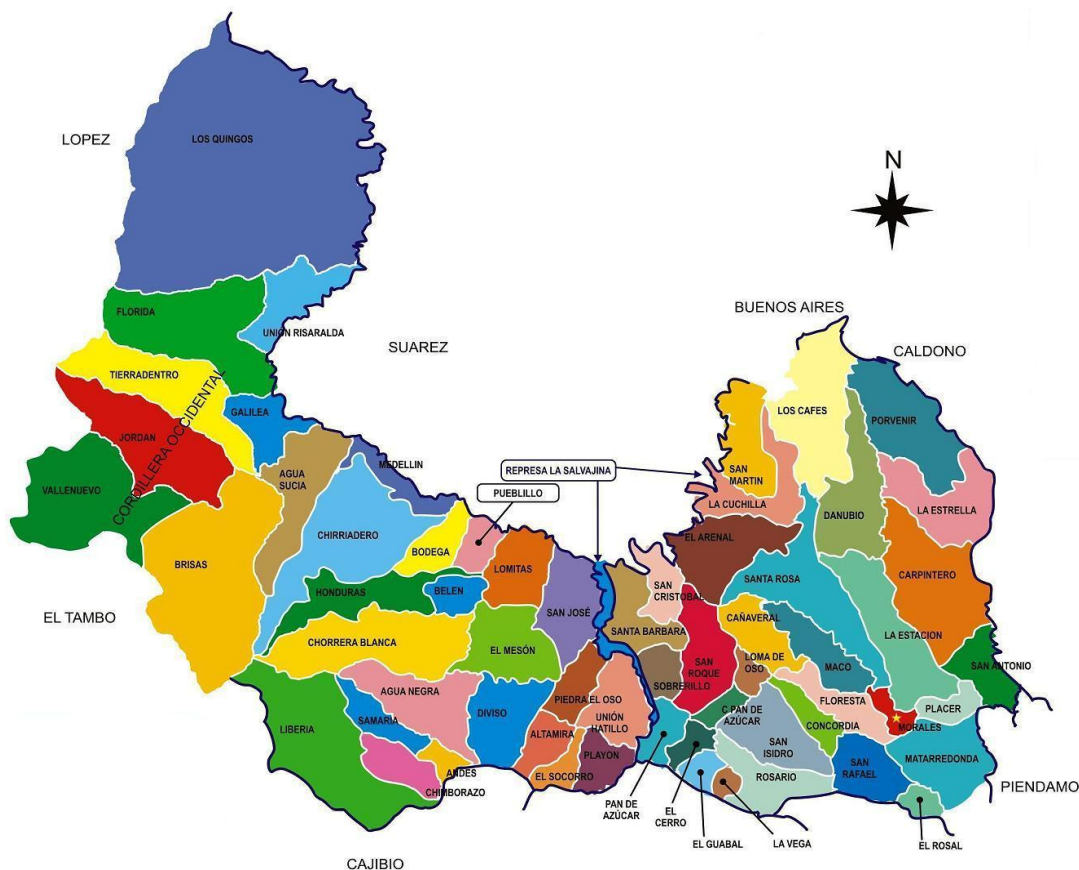 LOS QUINGOS
LOPEZ
N
FLORIDA
UNION RISARALDA
BUENOS AIRES
SUAREZ
CALDONO
TIERRADENTRO
CORDILLERA OCCIDENTAL
GALILEA
JORDAN
LOS CAFES
PORVENIR
MEDELLIN
REPRESA LA SALVAJINA
AGUA
SUCIA
SAN
MARTIN
VALLENUEVO
PUEBLILLO
LA CUCHILLA
LA ESTRELLA
DANUBIO
CHIRRIADERO
EL ARENAL
BODEGA
BRISAS
LOMITAS
CARPINTERO
SANTA ROSA
SAN
CRISTOBAL
HONDURAS
BELEN
EL TAMBO
SAN JOSÉ
CAÑAVERAL
SANTA BARBARA
LA ESTACION
CHORRERA BLANCA
EL MESÓN
LOMA DE
OSO
MACO
SAN ANTONIO
SAN
ROQUE
SOBRERILLO
AGUA NEGRA
PIEDRA EL OSO
FLORESTA
PLACER
SAMARIA
DIVISO
UNIÓN
HATILLO
C PAN DE
AZÚCAR
CONCORDIA
MORALES
LIBERIA
ALTAMIRA
SAN
ISIDRO
PLAYON
SAN
RAFAEL
MATARREDONDA
ANDES
EL SOCORRO
ROSARIO
CHIMBORAZO
PIENDAMO
PAN DE
AZÚCAR
EL
CERRO
EL GUABAL
LA VEGA
EL ROSAL
CAJIBIO